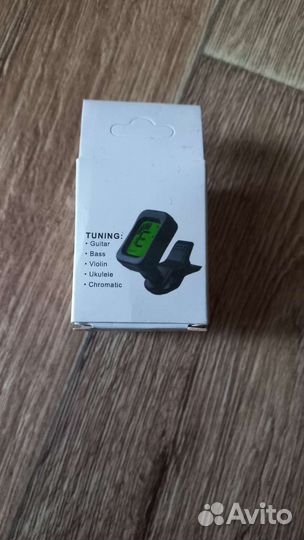 TUNING:
• Guitar
• Bass
• Violin
• Ukulele
• Chromatic
Avito